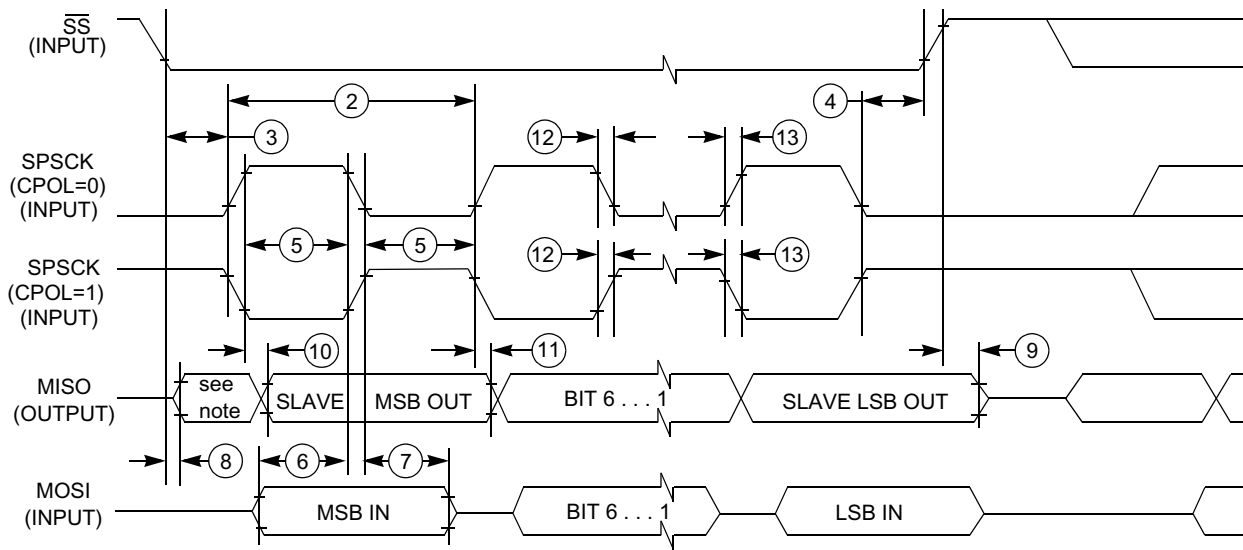 SS
(INPUT)
2
4
3
12
13
SPSCK
(CPOL=0)
(INPUT)
5
5
12
13
SPSCK
(CPOL=1)
(INPUT)
10
11
9
MISO
(OUTPUT)
see
note
SLAVE
MSB OUT
BIT 6 . . . 1
SLAVE LSB OUT
8
6
7
MOSI
(INPUT)
MSB IN
BIT 6 . . . 1
LSB IN